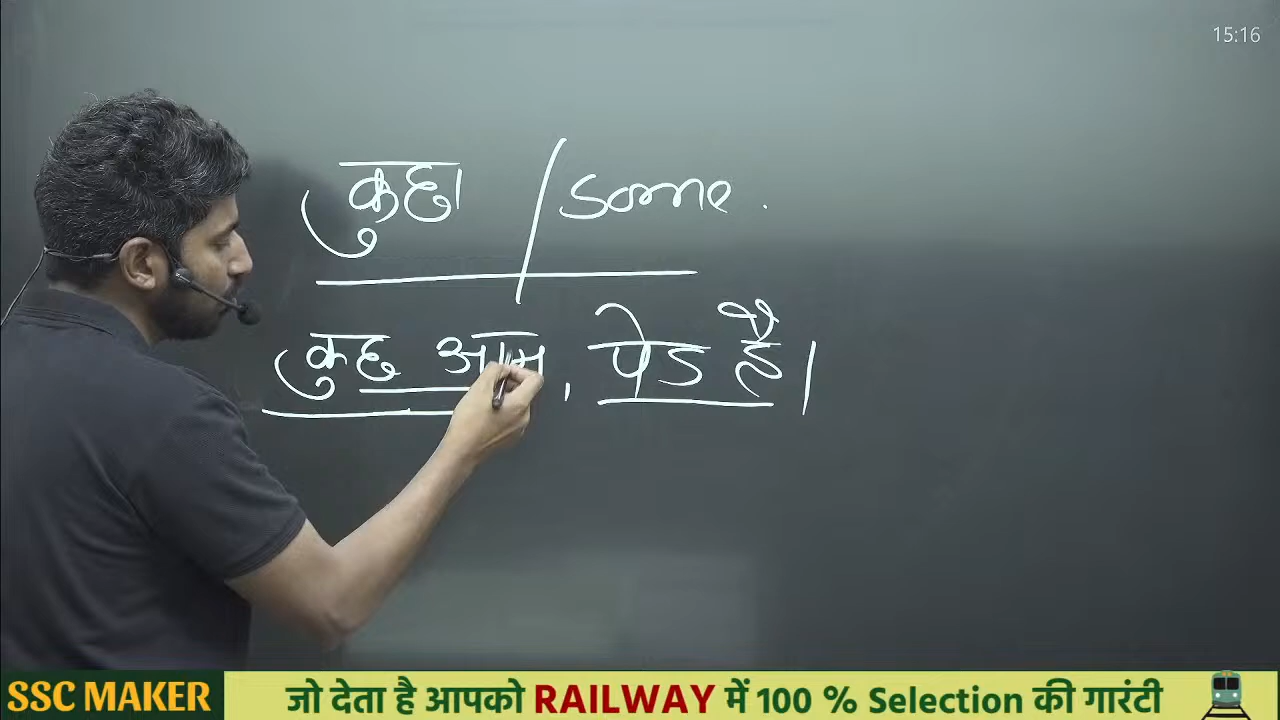 15:16
कुछ / some.
कुछ आम, पेड है।
SSC MAKER
जो देता है आपको RAILWAY में 100 % Selection की गारंटी